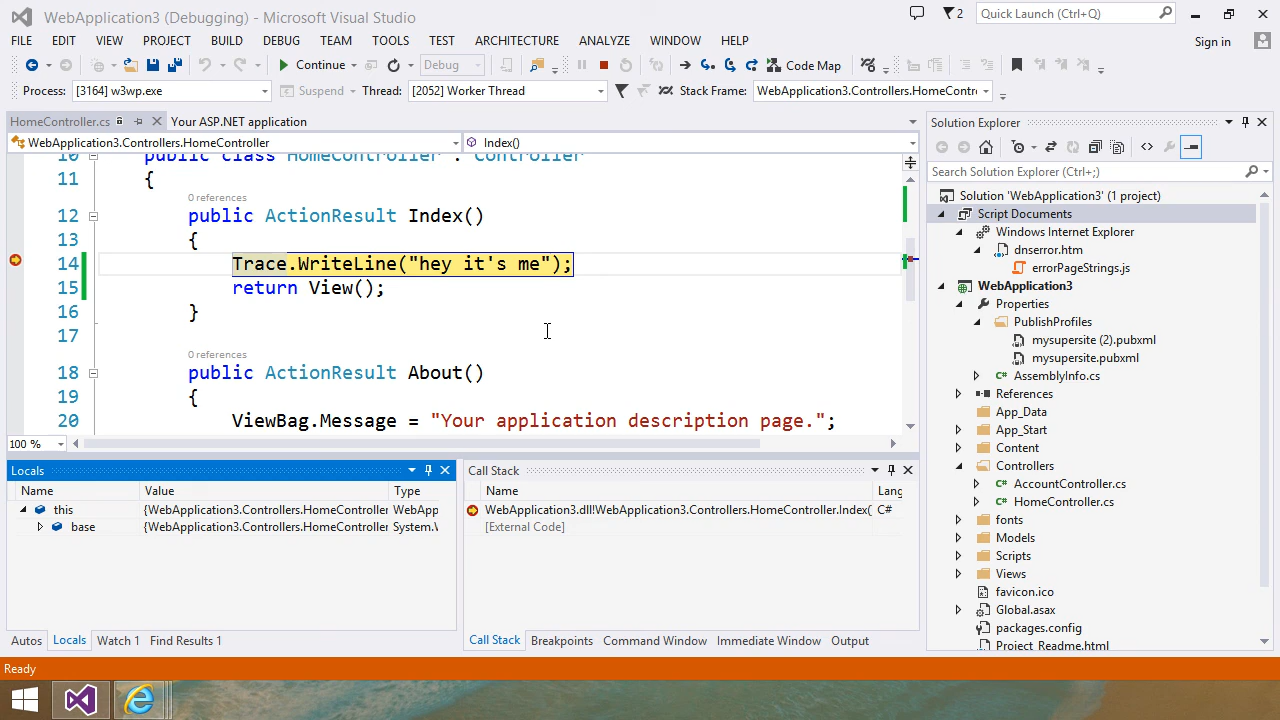 WebApplication3 (Debugging) - Microsoft Visual Studio
2
Quick Launch (Ctrl+Q)
FILE EDIT VIEW PROJECT BUILD DEBUG TEAM TOOLS TEST ARCHITECTURE ANALYZE WINDOW HELP
Sign in
Continue Debug Code Map
Process: [3164] w3wp.exe Suspend Thread: [2052] Worker Thread Stack Frame: WebApplication3.Controllers.HomeContr
HomeController.cs Your ASP.NET application
WebApplication3.Controllers.HomeController Index()
10 public class HomeController : Controller
11 {
0 references
12 public ActionResult Index()
13 {
14 Trace.WriteLine("hey it's me");
15 return View();
16 }
17
0 references
18 public ActionResult About()
19 {
20 ViewBag.Message = "Your application description page.";
100 %
Locals
Name Value Type
this {WebApplication3.Controllers.HomeController WebApp
base {WebApplication3.Controllers.HomeController System.
Autos Locals Watch 1 Find Results 1
Call Stack
Name Lang
WebApplication3.dll!WebApplication3.Controllers.HomeController.Index( C#
[External Code]
Call Stack Breakpoints Command Window Immediate Window Output
Solution Explorer
Search Solution Explorer (Ctrl+;)
Solution 'WebApplication3' (1 project)
Script Documents
Windows Internet Explorer
dnserror.htm
errorPageStrings.js
WebApplication3
Properties
PublishProfiles
mysupersite (2).pubxml
mysupersite.pubxml
AssemblyInfo.cs
References
App_Data
App_Start
Content
Controllers
AccountController.cs
HomeController.cs
fonts
Models
Scripts
Views
favicon.ico
Global.asax
packages.config
Project_Readme.html
Ready